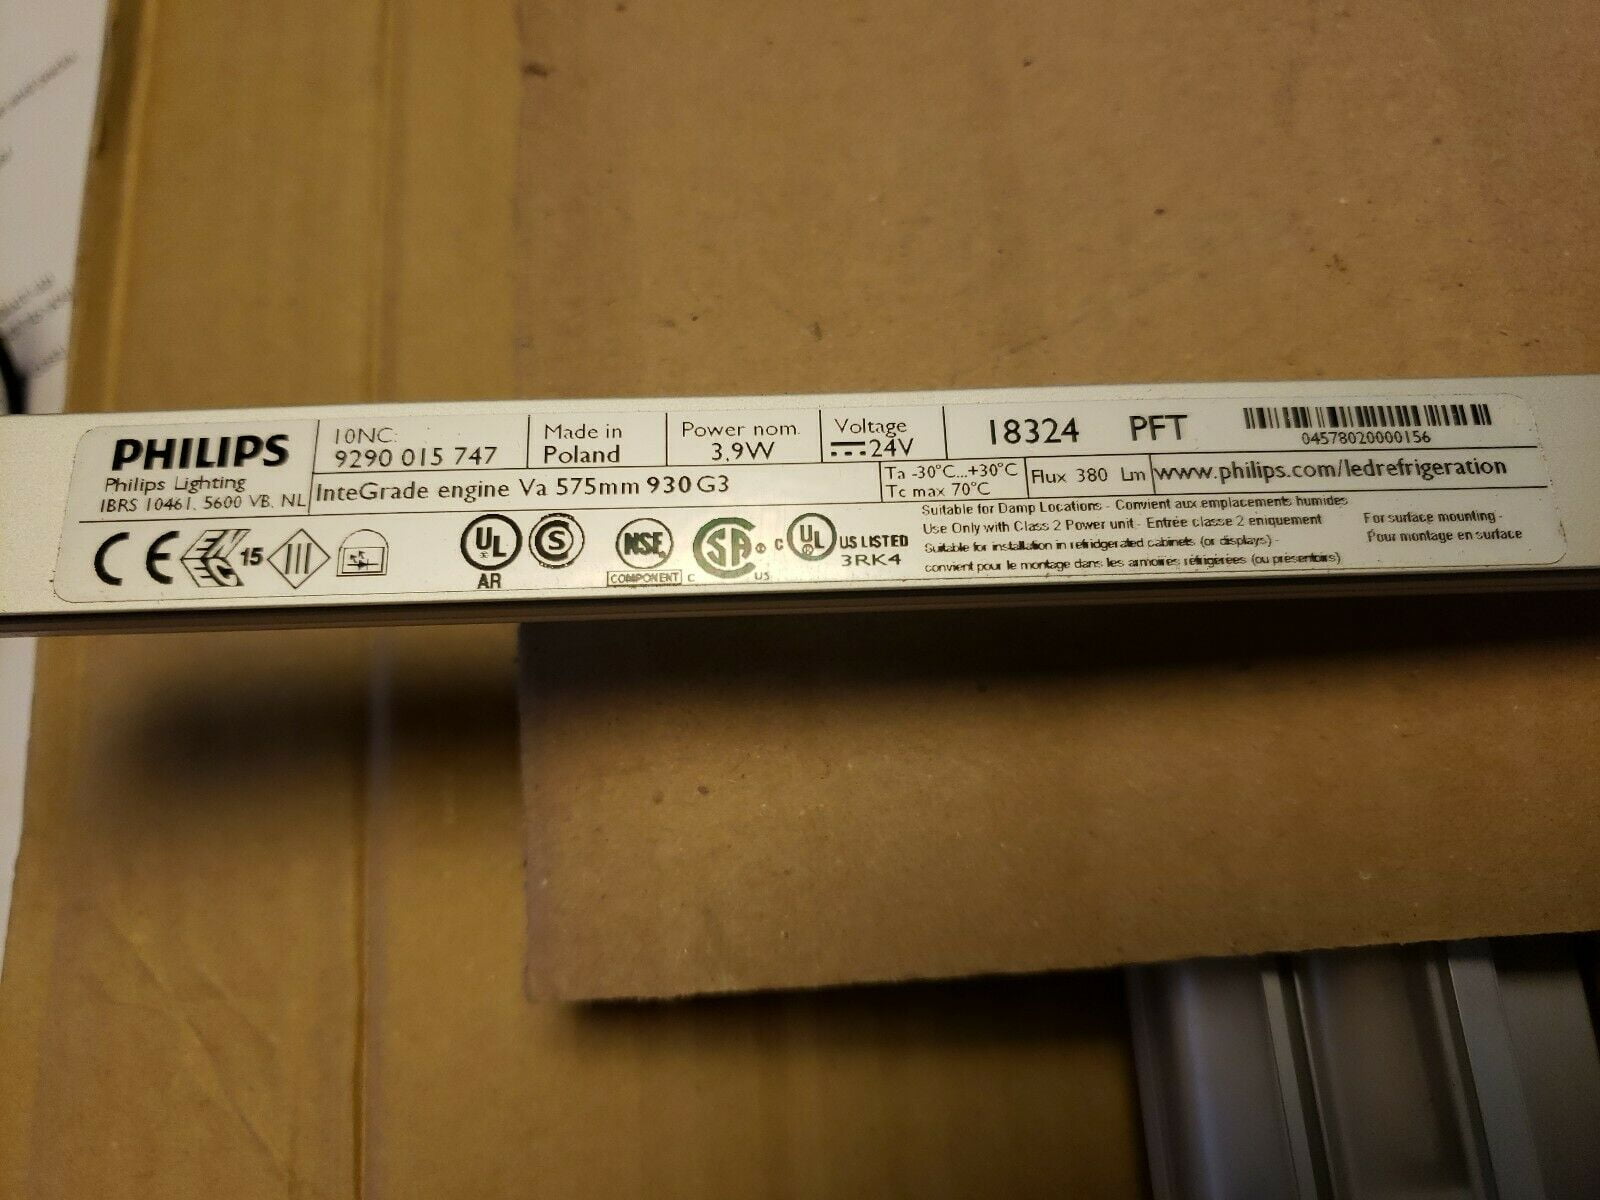 PHILIPS
Philips Lighting
IBRS 10461, 5600 VB, NL
10NC:
9290 015 747
Made in
Poland
Power nom.
3,9W
Voltage
24V
18324 PFT
04578020000156
InteGrade engine Va 575mm 930 G3
Ta -30°C...+30°C
Tc max 70°C
Flux 380 Lm
www.philips.com/ledrefrigeration
CE
ENEC
15
III
UL
AR
S
NSF
COMPONENT
C
SA
®
C
US
UL
®
US LISTED
3RK4
Suitable for Damp Locations - Convient aux emplacements humides
Use Only with Class 2 Power unit - Entrée classe 2 eniquement
Suitable for installation in refridgerated cabinets (or displays) -
convient pour le montage dans les armoires réfrigérées (ou présentoirs)
For surface mounting -
Pour montage en surface